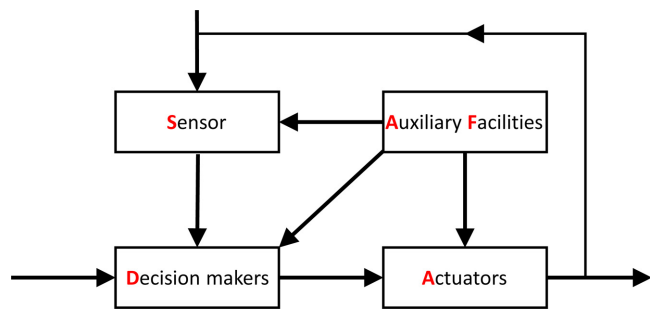 Sensor
Auxiliary Facilities
Decision makers
Actuators